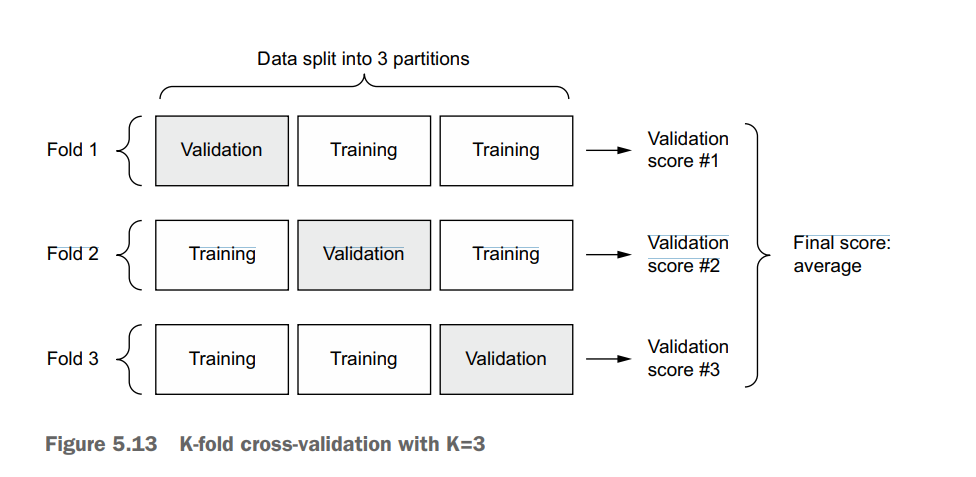 Data split into 3 partitions
Fold 1
Validation
Training
Training
Validation
score #1
Fold 2
Training
Validation
Training
Validation
score #2
Fold 3
Training
Training
Validation
Validation
score #3
Final score:
average
Figure 5.13 K-fold cross-validation with K=3